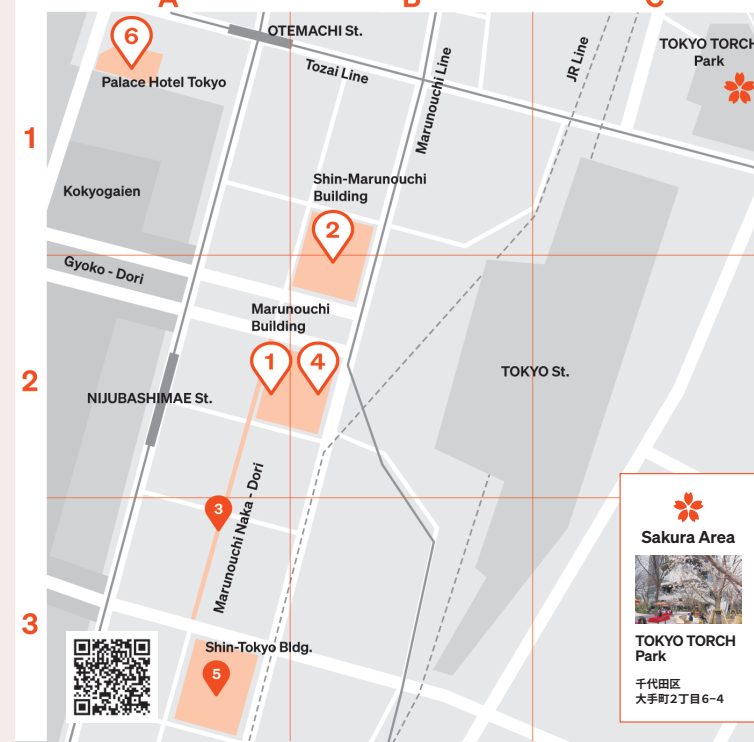 A
B
C
6
OTEMACHI St.
TOKYO TORCH
Park
Tozai Line
JR Line
Palace Hotel Tokyo
Marunouchi Line
1
Kokyogaien
Shin-Marunouchi
Building
2
Gyoko - Dori
Marunouchi
Building
1
4
2
NIJUBASHIMAE St.
TOKYO St.
3
Marunouchi Naka - Dori
3
Shin-Tokyo Bldg.
5
Sakura Area
TOKYO TORCH
Park
千代田区
大手町2丁目6−4